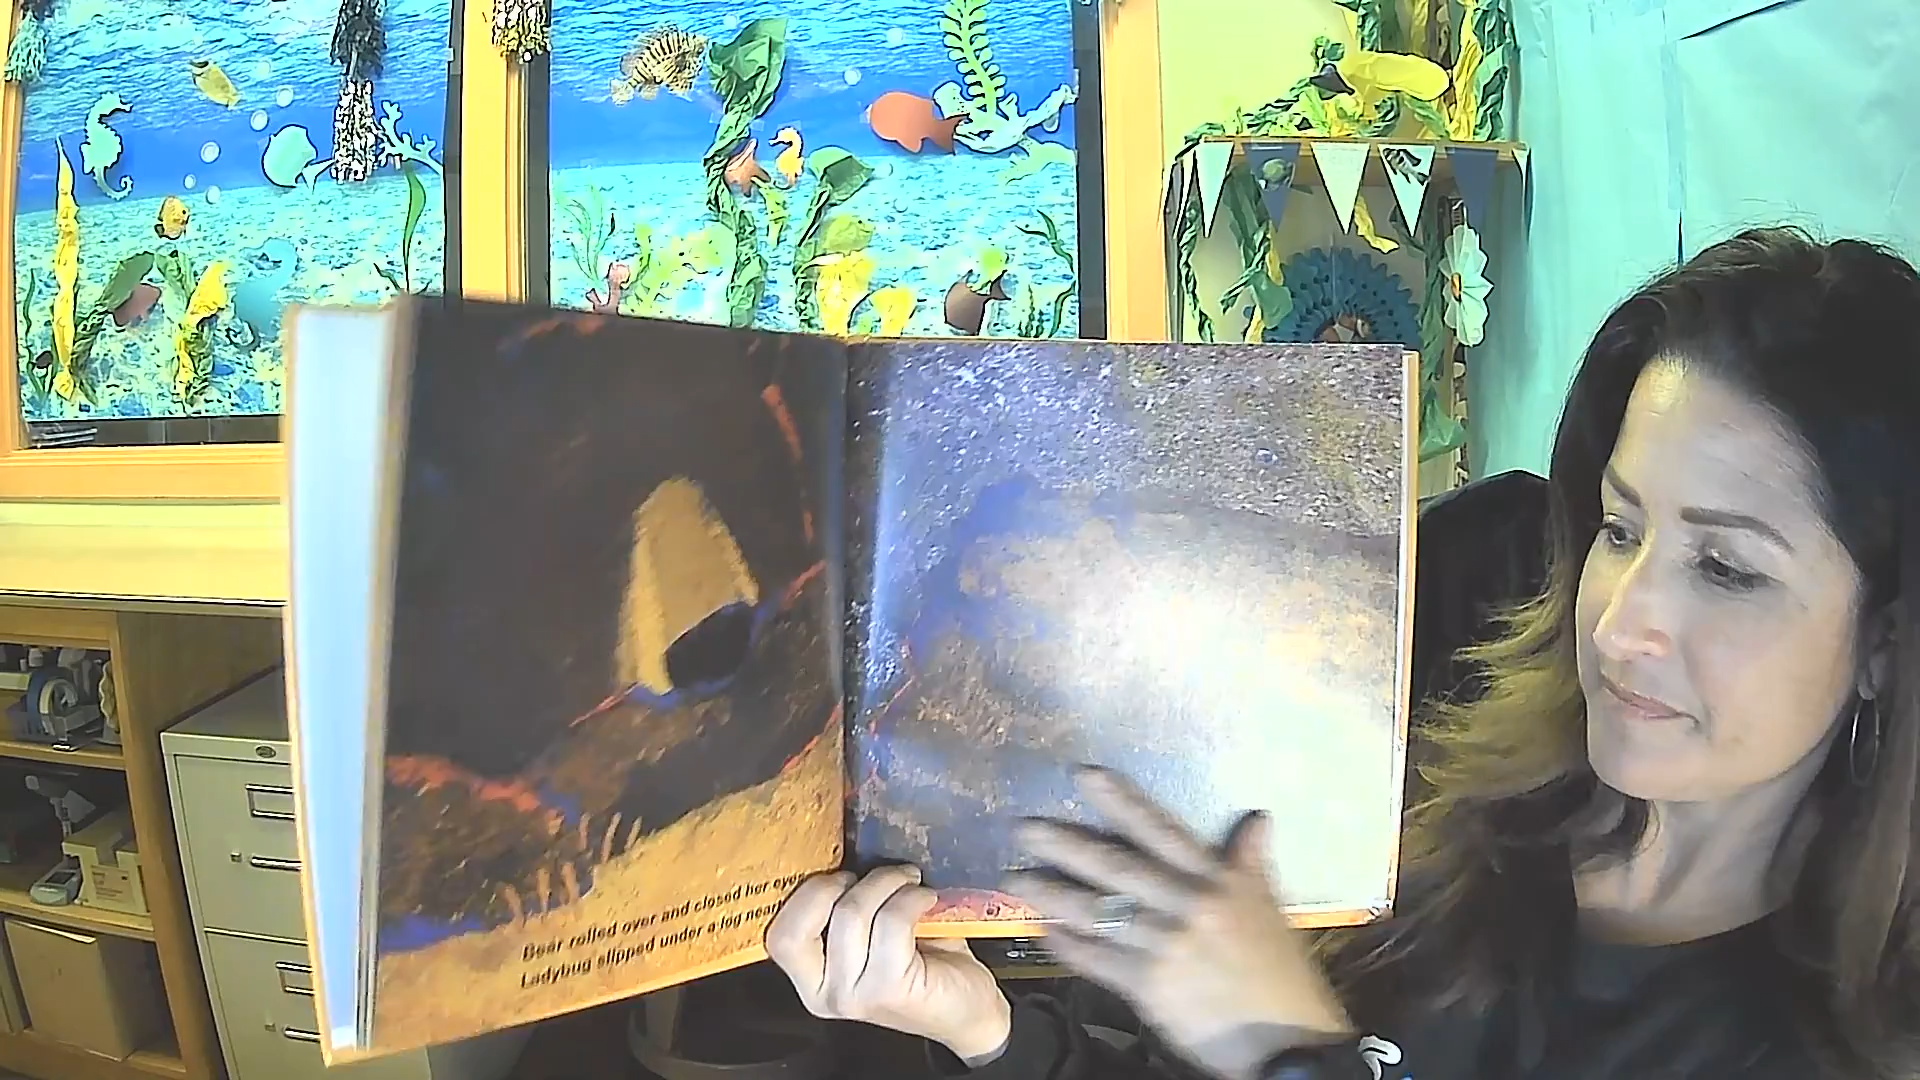 Bear rolled over and closed her eyes.
Ladybug slipped under a log